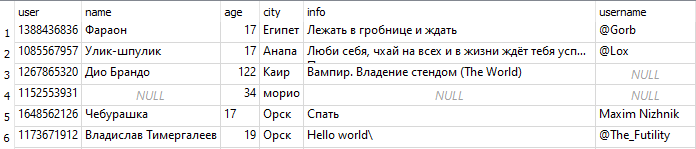 user name age city info username
1 1388436836 Фараон 17 Египет Лежать в гробнице и ждать @Gorb
2 1085567957 Улик-шпулик 17 Анапа Люби себя, чхай на всех и в жизни ждёт тебя усп... @Lox
3 1267865320 Дио Брандо 122 Каир Вампир. Владение стендом (The World) NULL
4 1152553931 NULL 34 морио NULL NULL
5 1648562126 Чебурашка 17 Орск Спать Maxim Nizhnik
6 1173671912 Владислав Тимергалеев 19 Орск Hello world\ @The_Futility